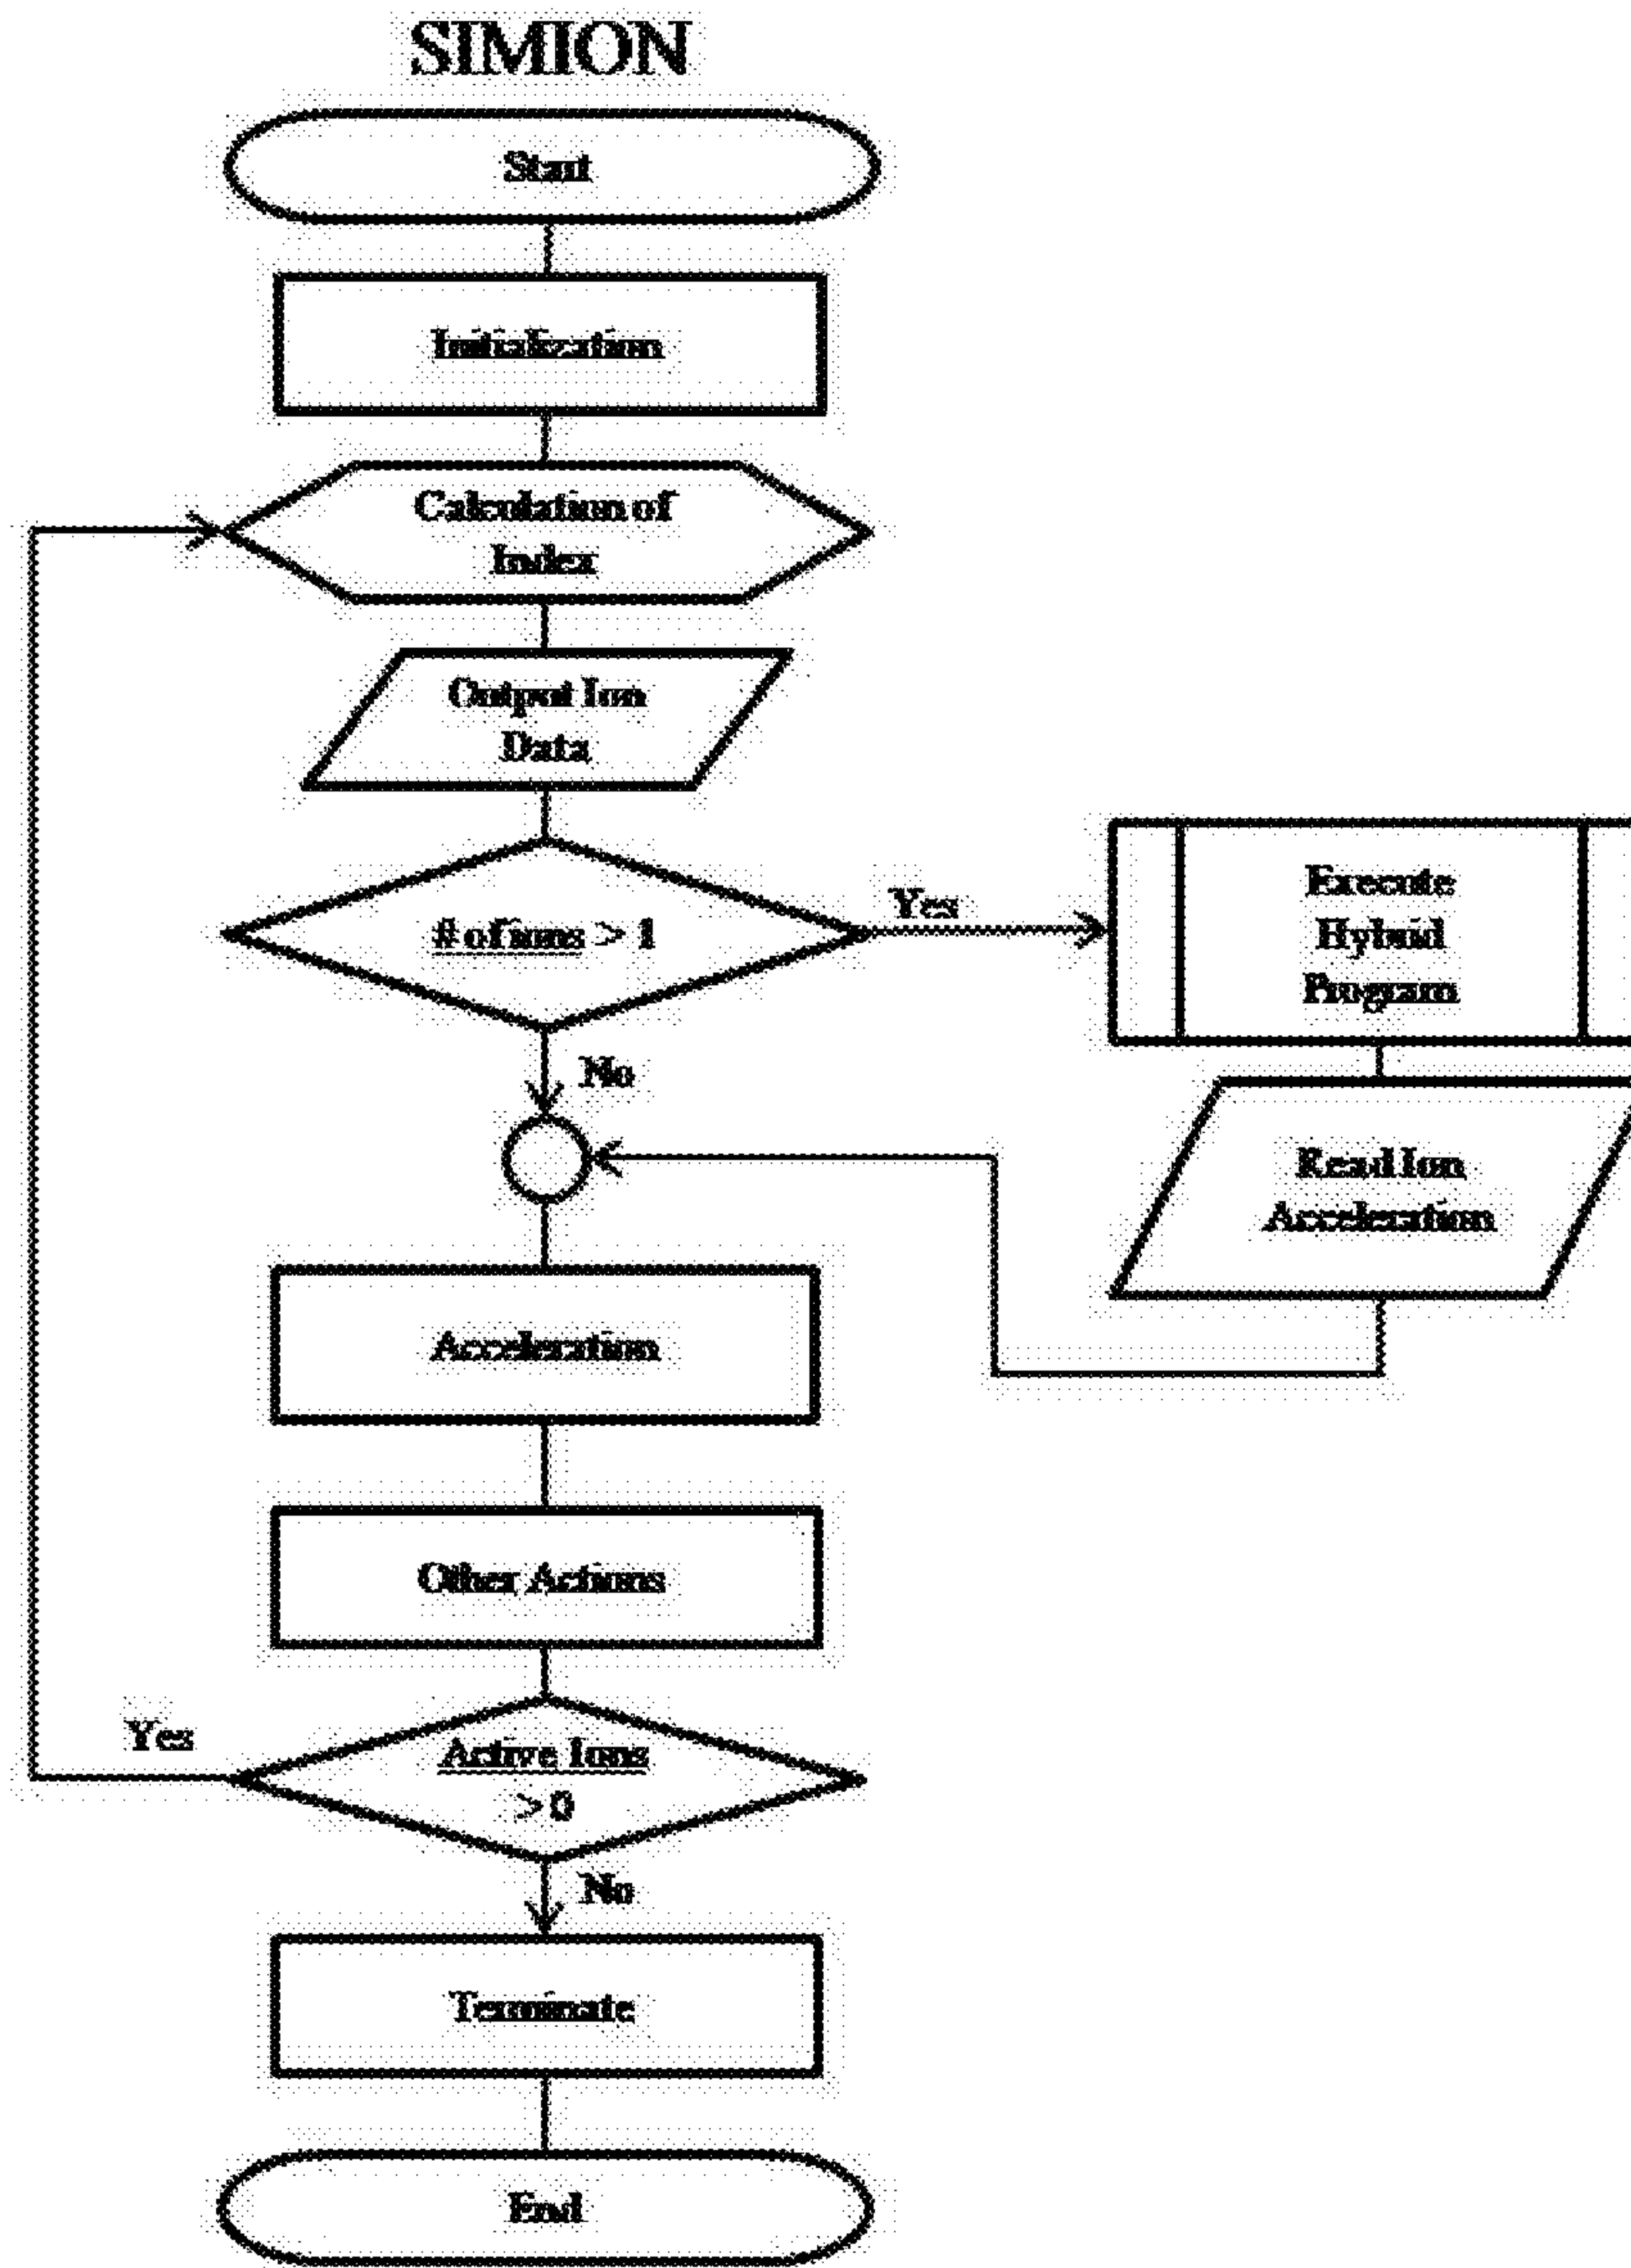 SIMION
Start
Initialization
Calculation of
Index
Output Ion
Data
# of ions > 1
Yes
Execute
Hybrid
Program
No
Read Ion
Acceleration
Acceleration
Other Actions
Yes
Active Ions
> 0
No
Terminate
End